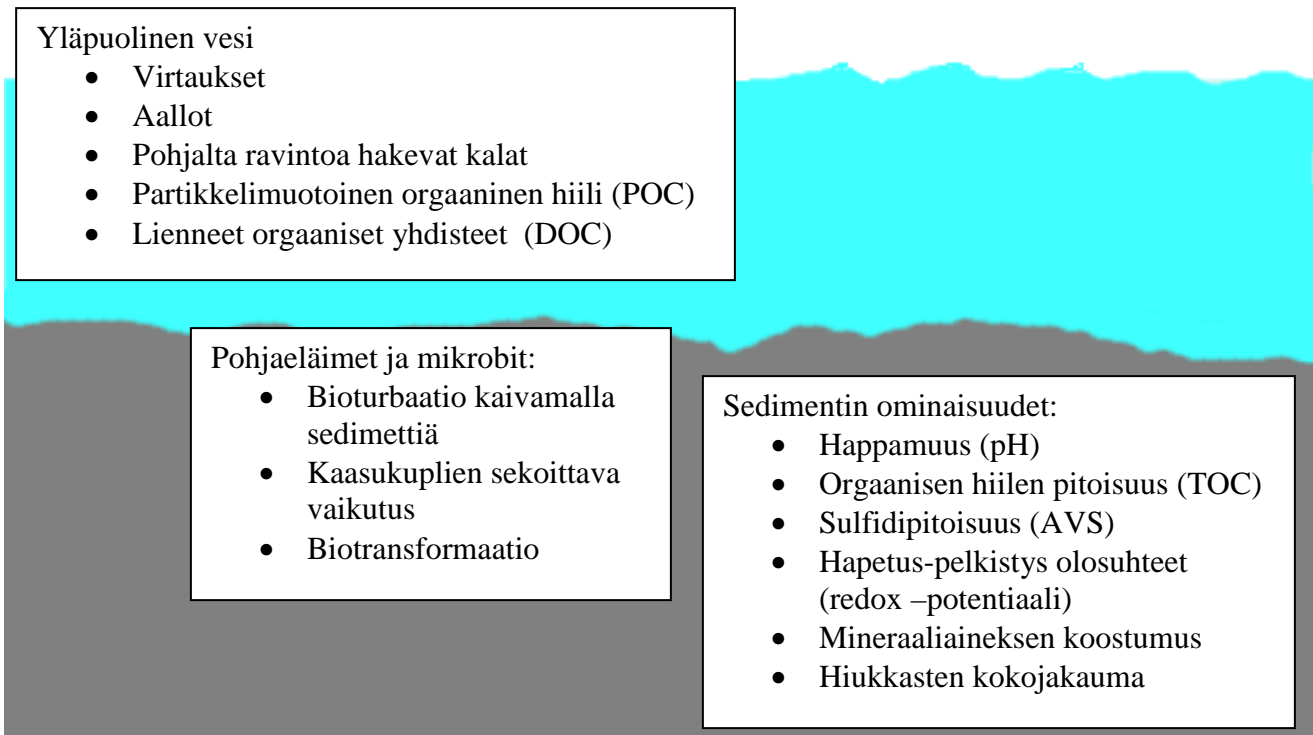 Yläpuolinen vesi
• Virtaukset
• Aallot
• Pohjalta ravintoa hakevat kalat
• Partikkelimuotoinen orgaaninen hiili (POC)
• Lienneet orgaaniset yhdisteet (DOC)
Pohjaeläimet ja mikrobit:
• Bioturbaatio kaivamalla
sedimettiä
• Kaasukuplien sekoittava
vaikutus
• Biotransformaatio
Sedimentin ominaisuudet:
• Happamuus (pH)
• Orgaanisen hiilen pitoisuus (TOC)
• Sulfidipitoisuus (AVS)
• Hapetus-pelkistys olosuhteet
(redox –potentiaali)
• Mineraaliaineksen koostumus
• Hiukkasten kokojakauma